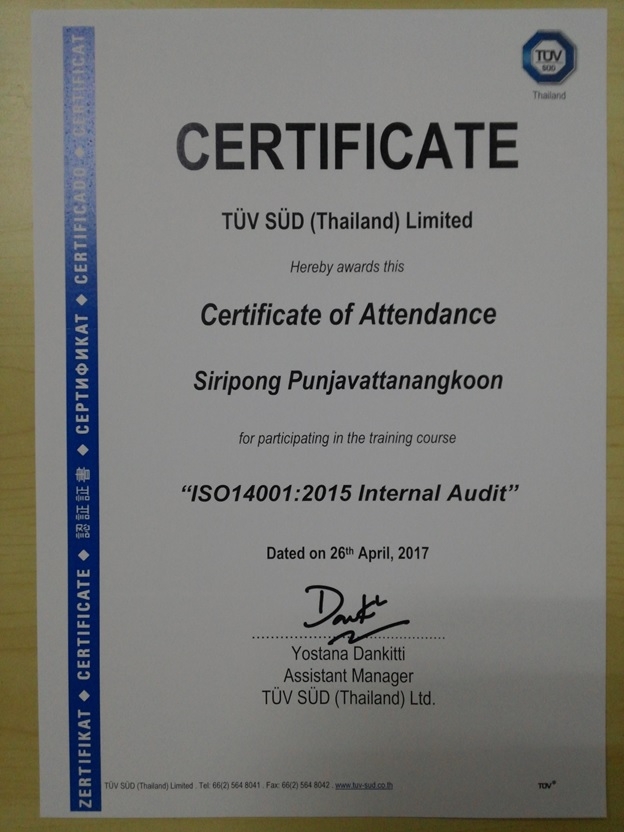 TÜV
SÜD
Thailand
CERTIFICATE
TÜV SÜD (Thailand) Limited
Hereby awards this
Certificate of Attendance
Siripong Punjavattanangkoon
for participating in the training course
“ISO14001:2015 Internal Audit”
Dated on 26th April, 2017
Yostana Dankitti
Assistant Manager
TÜV SÜD (Thailand) Ltd.
TÜV SÜD (Thailand) Limited . Tel: 66(2) 564 8041 . Fax: 66(2) 564 8042 . www.tuv-sud.co.th
TÜV®
ZERTIFIKAT ◆ CERTIFICATE ◆ 認証証書 ◆ СЕРТИФИКАТ ◆ CERTIFICADO ◆ CERTIFICAT